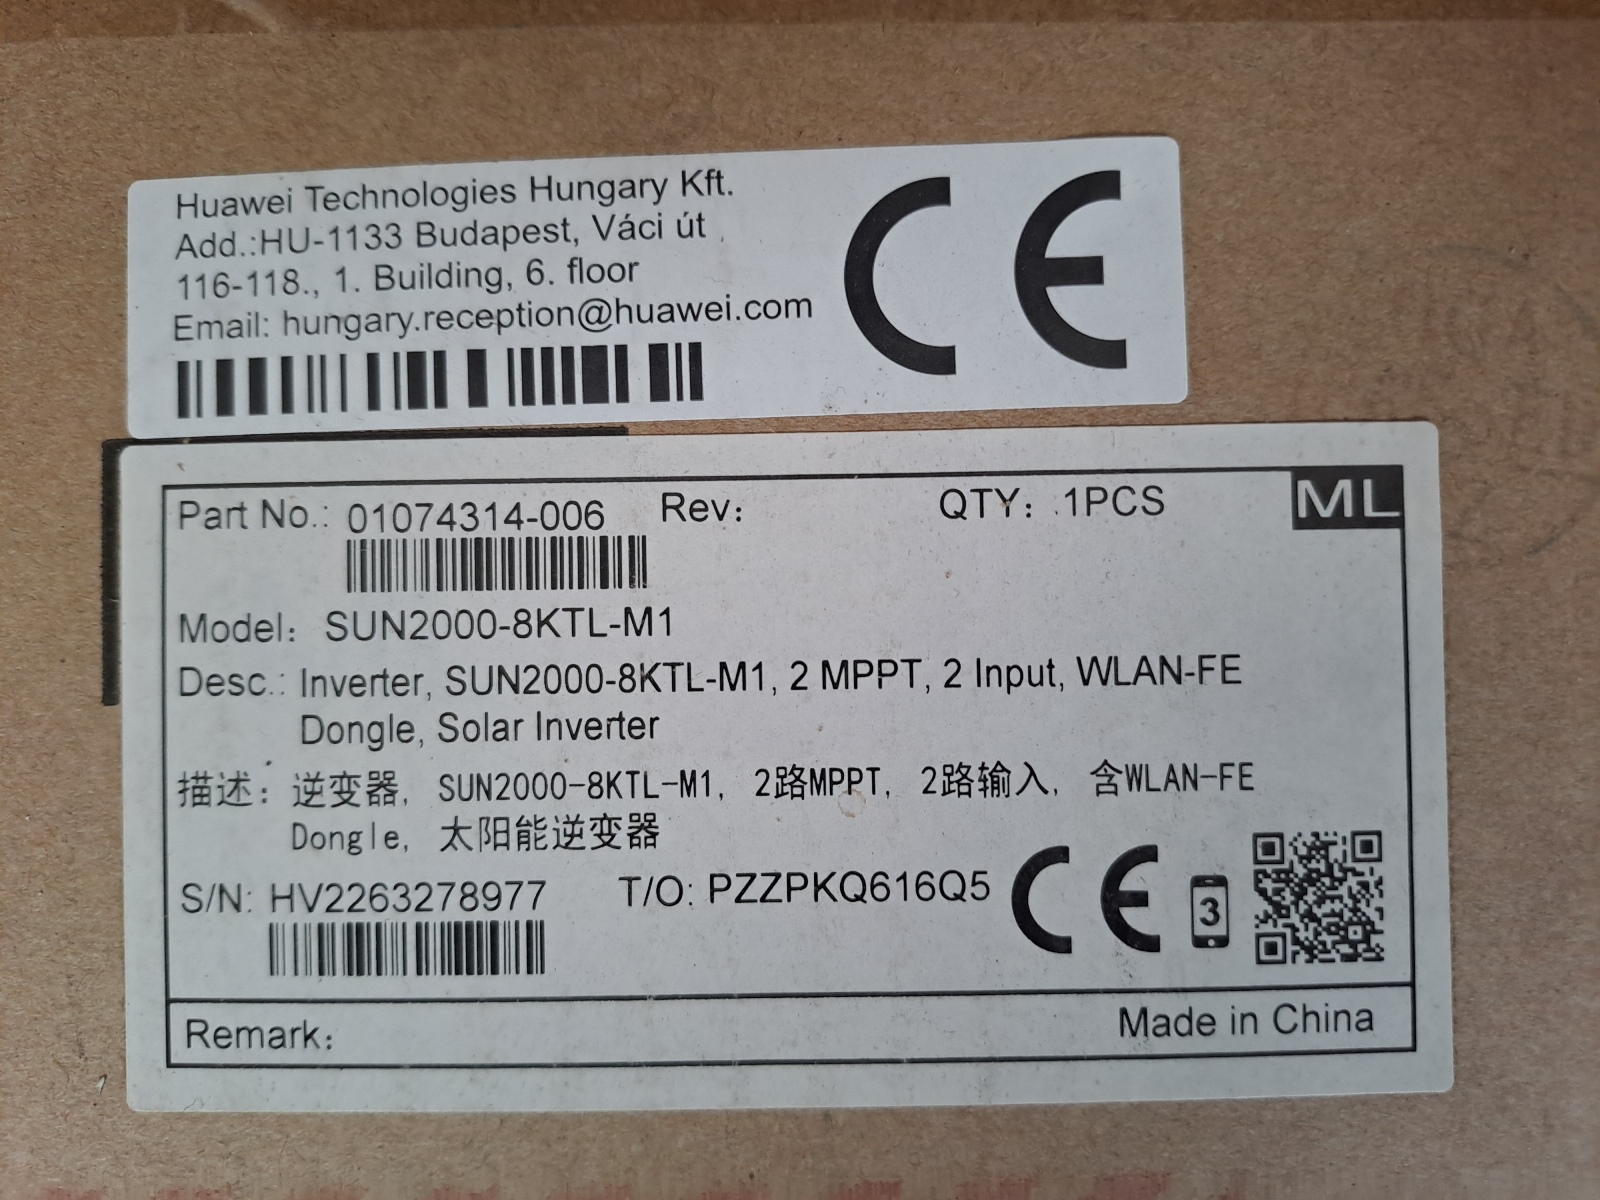 Huawei Technologies Hungary Kft.
Add.:HU-1133 Budapest, Váci út
116-118., 1. Building, 6. floor
Email: hungary.reception@huawei.com
CE
Part No.: 01074314-006 Rev: QTY: 1PCS ML
Model: SUN2000-8KTL-M1
Desc.: Inverter, SUN2000-8KTL-M1, 2 MPPT, 2 Input, WLAN-FE
Dongle, Solar Inverter
描述: 逆变器, SUN2000-8KTL-M1, 2路MPPT, 2路输入, 含WLAN-FE
Dongle, 太阳能逆变器
S/N: HV2263278977 T/O: PZZPKQ616Q5 CE 3
Remark: Made in China